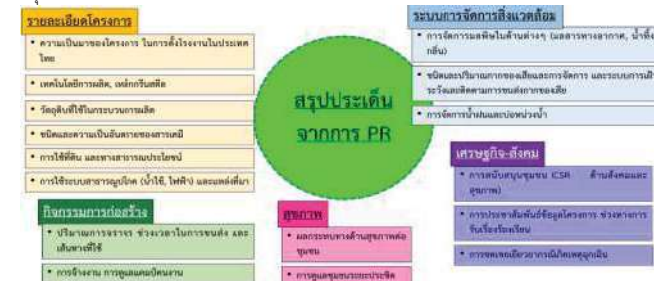 รายละเอียดโครงการ
• ความเป็นมาของโครงการ ในการตั้งโรงงานในประเทศ
ไทย
• เทคโนโลยีการผลิต, เหล็กกรีนสตีล
• วัตถุดิบที่ใช้ในกระบวนการผลิต
• ชนิดและความเป็นอันตรายของสารเคมี
• การใช้ที่ดิน และทางสาธารณประโยชน์
• การใช้ระบบสาธารณูปโภค (น้ำใช้, ไฟฟ้า) และแหล่งที่มา
กิจกรรมการก่อสร้าง
• ปริมาณการจราจร ช่วงเวลาในการขนส่ง และ
เส้นทางที่ใช้
• การจ้างงาน การดูแลแคมป์คนงาน
สรุปประเด็น
จากการ PR
สุขภาพ
• ผลกระทบทางด้านสุขภาพต่อ
ชุมชน
• การดูแลชุมชนระยะประชิด
ระบบการจัดการสิ่งแวดล้อม
• การจัดการมลพิษในด้านต่างๆ (มลสารทางอากาศ, น้ำทิ้ง
กลิ่น)
• ชนิดและปริมาณกากของเสียและการจัดการ และระบบการเฝ้า
ระวังและติดตามการขนส่งกากของเสีย
• การจัดการน้ำฝนและบ่อหน่วงน้ำ
เศรษฐกิจ-สังคม
• การสนับสนุนชุมชน (CSR ด้านสังคมและ
สุขภาพ)
• การประชาสัมพันธ์ข้อมูลโครงการ ช่องทางการ
รับเรื่องร้องเรียน
• การชดเชยเยียวยากรณีเกิดเหตุฉุกเฉิน